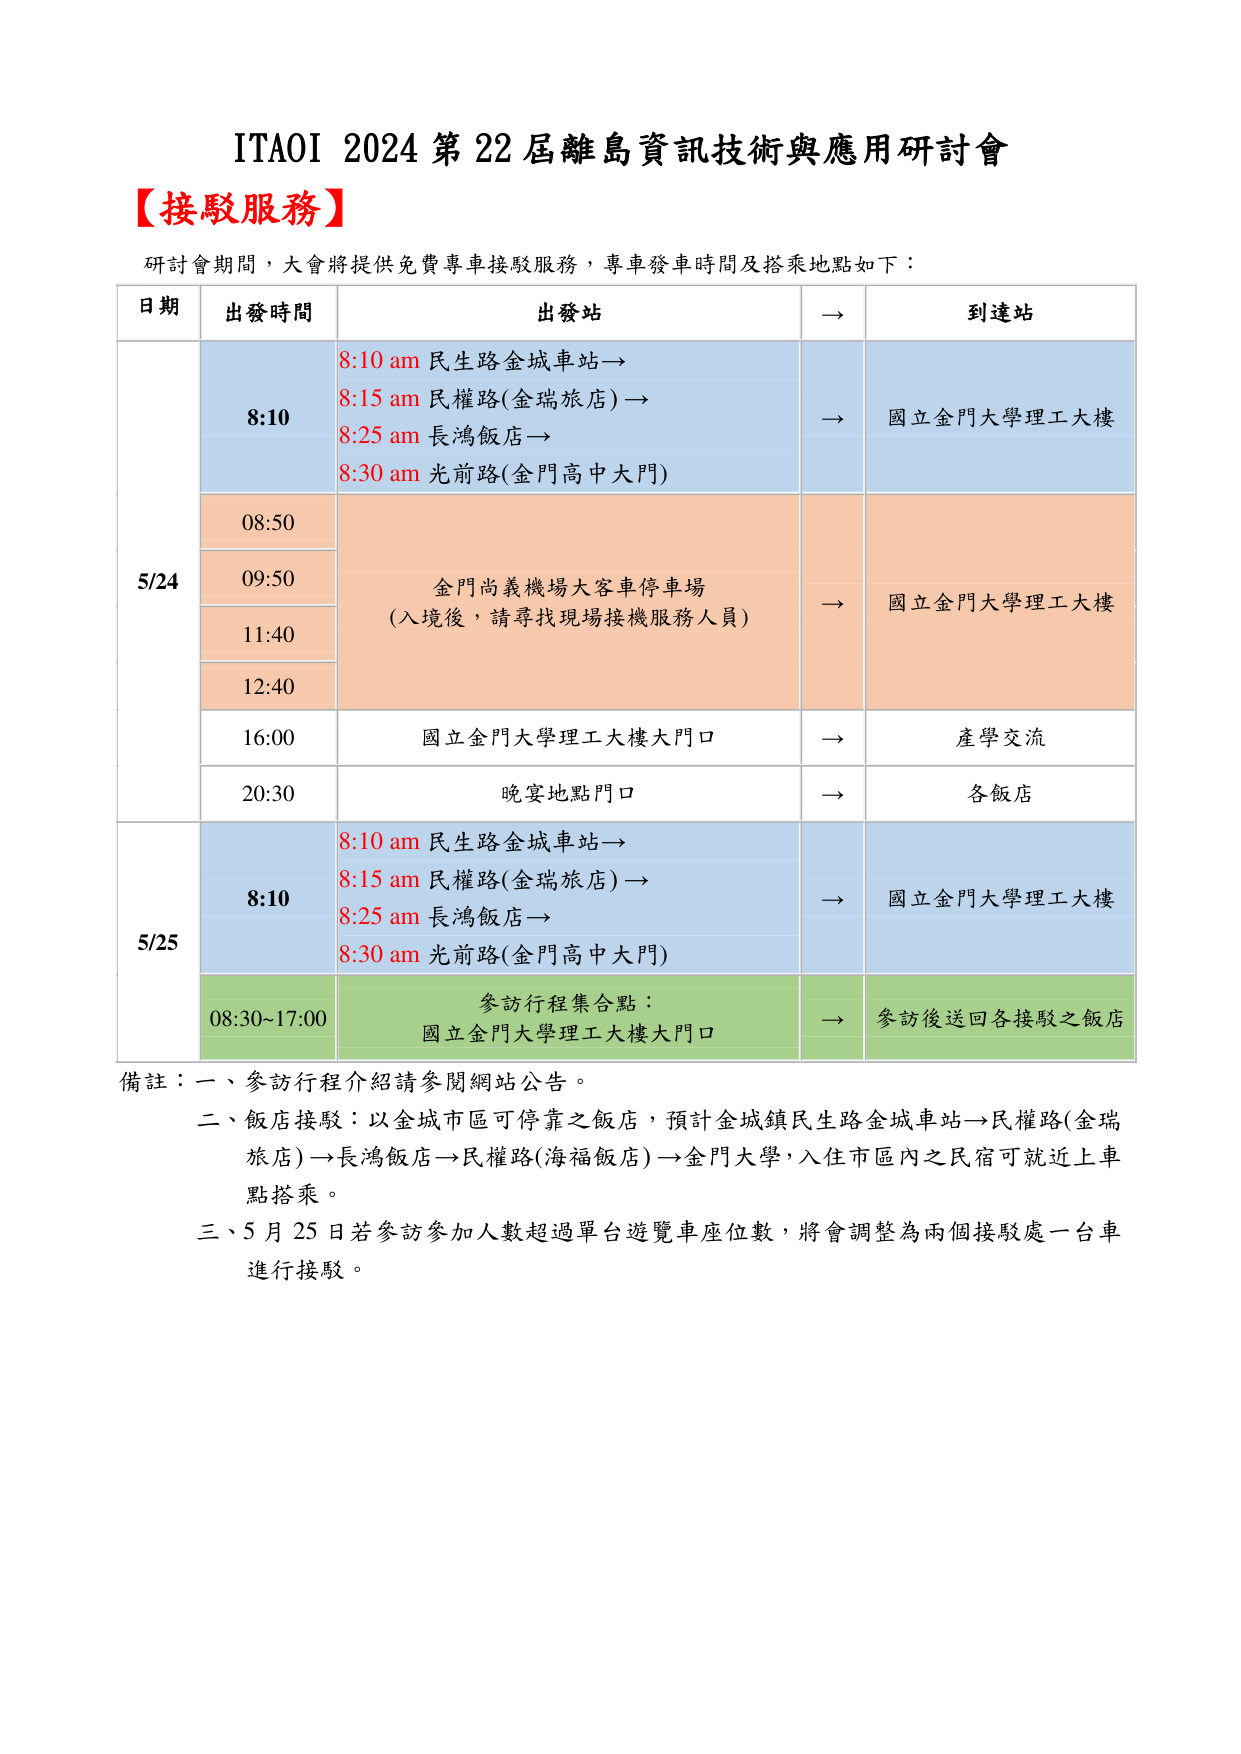 ITAOI 2024 第 22 屆離島資訊技術與應用研討會
【接駁服務】
研討會期間，大會將提供免費專車接駁服務，專車發車時間及搭乘地點如下：
日期 出發時間 出發站 → 到達站
5/24
8:10
8:10 am 民生路金城車站→
8:15 am 民權路(金瑞旅店)→
8:25 am 長鴻飯店→
8:30 am 光前路(金門高中大門)
→ 國立金門大學理工大樓
08:50
09:50
11:40
12:40
金門尚義機場大客車停車場
(入境後，請尋找現場接機服務人員)
→ 國立金門大學理工大樓
16:00 國立金門大學理工大樓大門口 → 產學交流
20:30 晚宴地點門口 → 各飯店
5/25
8:10
8:10 am 民生路金城車站→
8:15 am 民權路(金瑞旅店)→
8:25 am 長鴻飯店→
8:30 am 光前路(金門高中大門)
→ 國立金門大學理工大樓
08:30~17:00
參訪行程集合點：
國立金門大學理工大樓大門口
→ 參訪後送回各接駁之飯店
備註：一、參訪行程介紹請參閱網站公告。
二、飯店接駁：以金城市區可停靠之飯店，預計金城鎮民生路金城車站→民權路(金瑞
旅店)→長鴻飯店→民權路(海福飯店)→金門大學，入住市區內之民宿可就近上車
點搭乘。
三、5 月 25 日若參訪參加人數超過單台遊覽車座位數，將會調整為兩個接駁處一台車
進行接駁。